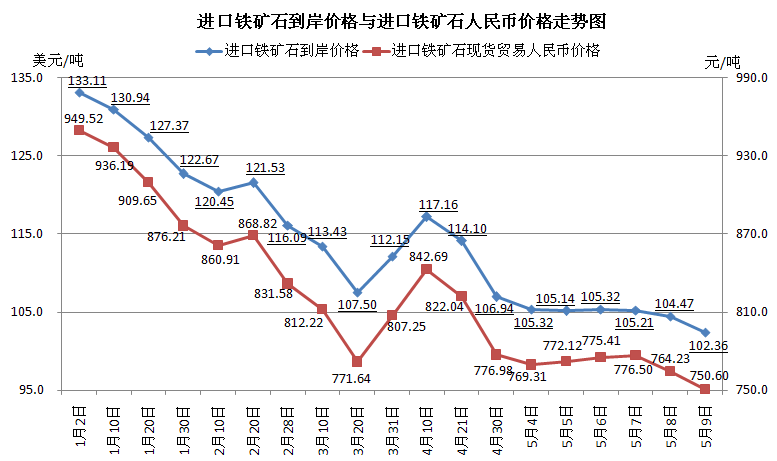 进口铁矿石到岸价格与进口铁矿石人民币价格走势图
进口铁矿石到岸价格 进口铁矿石现货贸易人民币价格
美元/吨 元/吨
135.0 990.0
133.11 130.94 127.37 122.67 120.45 121.53 116.09 113.43 107.50 112.15 117.16 114.10 106.94 105.32 105.14 105.32 105.21 104.47 102.36
949.52 936.19 909.65 876.21 860.91 868.82 831.58 812.22 771.64 807.25 842.69 822.04 776.98 769.31 772.12 775.41 776.50 764.23 750.60
125.0 930.0
115.0 870.0
105.0 810.0
95.0 750.0
1月2日 1月10日 1月20日 1月30日 2月10日 2月20日 2月28日 3月10日 3月20日 3月31日 4月10日 4月21日 4月30日 5月4日 5月5日 5月6日 5月7日 5月8日 5月9日